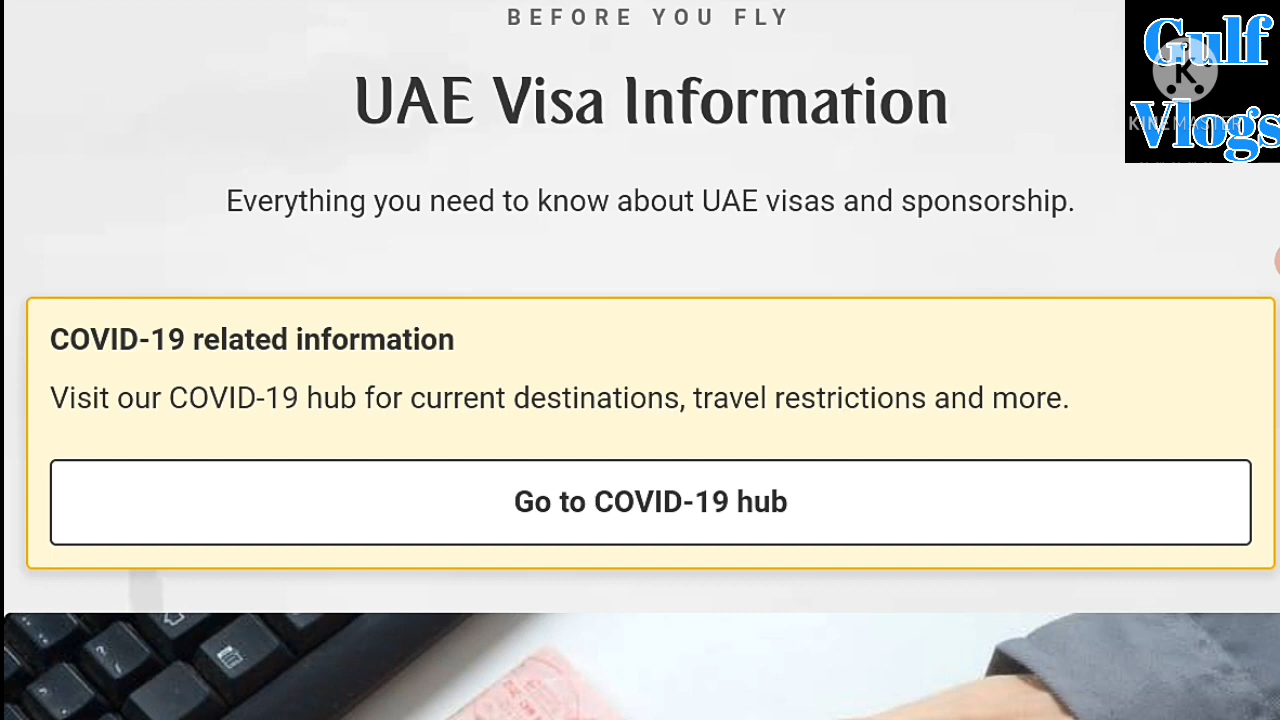 BEFORE YOU FLY
UAE Visa Information
Everything you need to know about UAE visas and sponsorship.
COVID-19 related information
Visit our COVID-19 hub for current destinations, travel restrictions and more.
Go to COVID-19 hub
Gulf
K
KINEMASTER
Vlogs